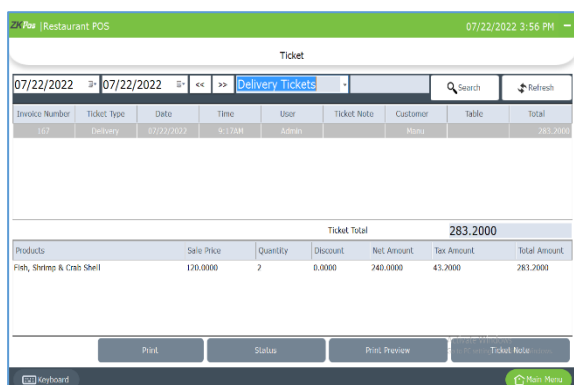 ZKPos |Restaurant POS 07/22/2022 3:56 PM
Ticket
07/22/2022 07/22/2022 << >> Delivery Tickets Search Refresh
Invoice Number Ticket Type Date Time User Ticket Note Customer Table Total
167 Delivery 07/22/2022 9:17AM Admin Manu 283.2000
Ticket Total 283.2000
Products Sale Price Quantity Discount Net Amount Tax Amount Total Amount
Fish, Shrimp & Crab Shell 120.0000 2 0.0000 240.0000 43.2000 283.2000
Print Status Print Preview Ticket Note
Keyboard Main Menu